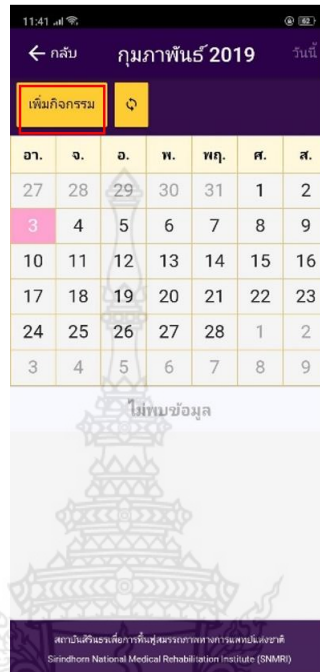 11:41
62
กลับ กุมภาพันธ์ 2019 วันนี้
เพิ่มกิจกรรม
อา. จ. อ. พ. พฤ. ศ. ส.
27 28 29 30 31 1 2
3 4 5 6 7 8 9
10 11 12 13 14 15 16
17 18 19 20 21 22 23
24 25 26 27 28 1 2
3 4 5 6 7 8 9
ไม่พบข้อมูล
สถาบันสิรินธรเพื่อการฟื้นฟูสมรรถภาพทางการแพทย์แห่งชาติ
Sirindhorn National Medical Rehabilitation Institute (SNMRI)